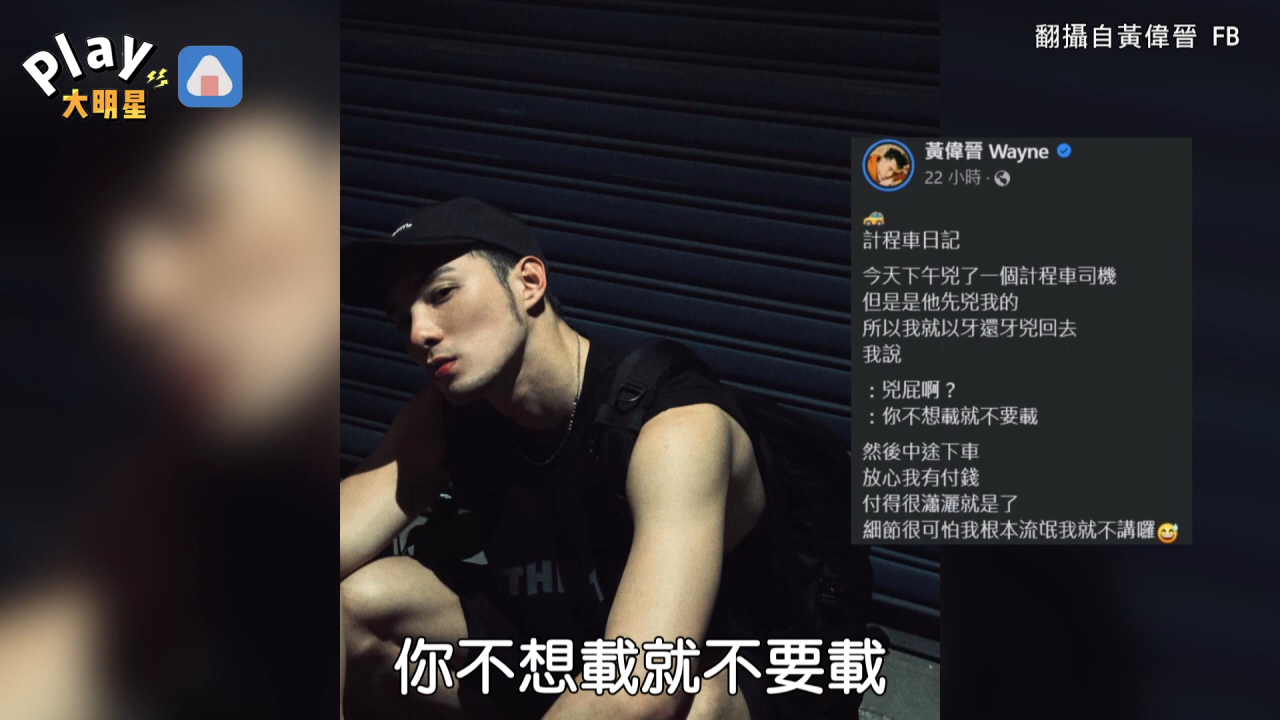 Play
大明星
翻攝自黃偉晉 FB
黃偉晉 Wayne
22 小時 ·
計程車日記
今天下午兇了一個計程車司機
但是是他先兇我的
所以我就以牙還牙兇回去
我說
：兇屁啊？
：你不想載就不要載
然後中途下車
放心我有付錢
付得很瀟灑就是了
細節很可怕我根本流氓我就不講囉😅
你不想載就不要載